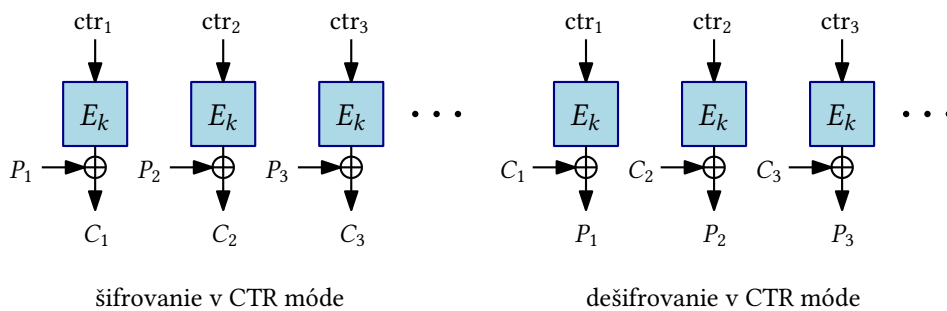 ctr₁ ctr₂ ctr₃ ctr₁ ctr₂ ctr₃
Eₖ Eₖ Eₖ · · · Eₖ Eₖ Eₖ · · ·
P₁ P₂ P₃ C₁ C₂ C₃
C₁ C₂ C₃ P₁ P₂ P₃
šifrovanie v CTR móde dešifrovanie v CTR móde